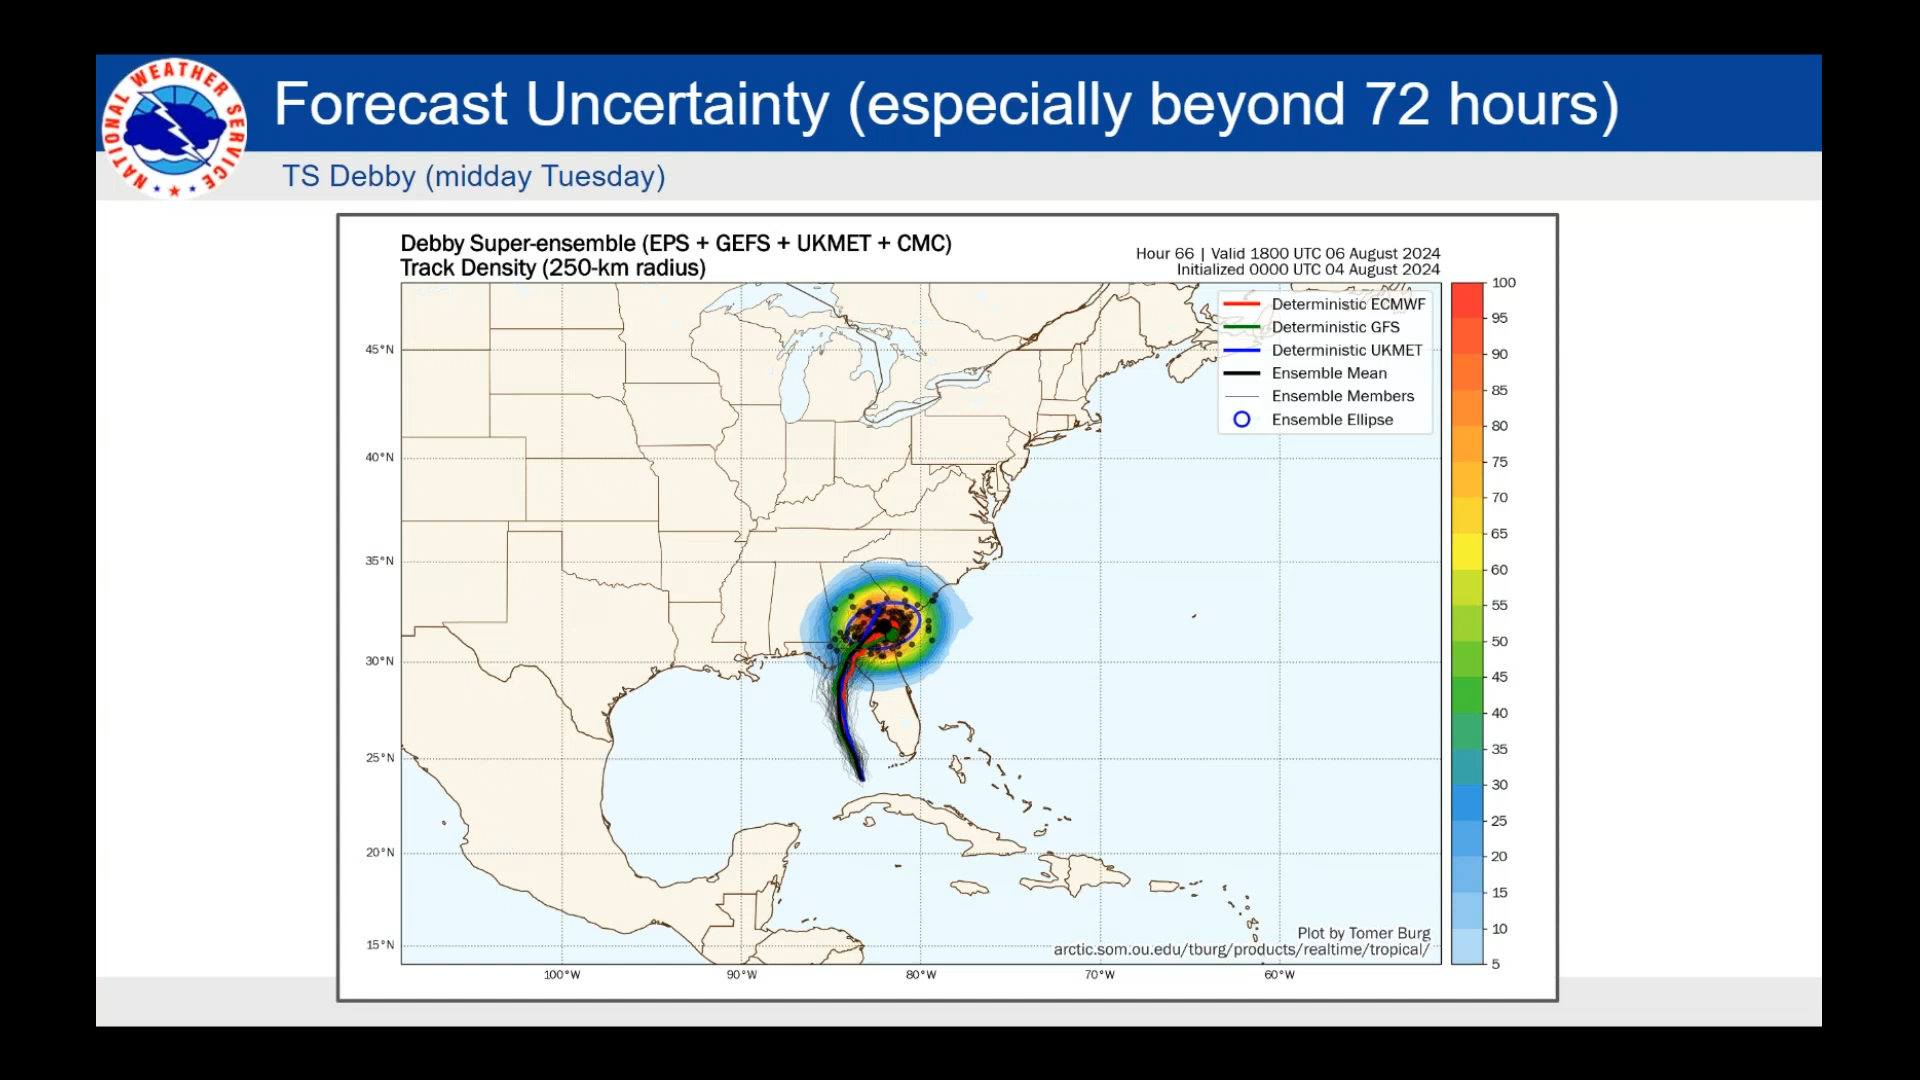 NATIONAL WEATHER SERVICE
Forecast Uncertainty (especially beyond 72 hours)
TS Debby (midday Tuesday)
Debby Super-ensemble (EPS + GEFS + UKMET + CMC)
Track Density (250-km radius)
Hour 66 | Valid 1800 UTC 06 August 2024
Initialized 0000 UTC 04 August 2024
Deterministic ECMWF
Deterministic GFS
Deterministic UKMET
Ensemble Mean
Ensemble Members
Ensemble Ellipse
45°N
40°N
35°N
30°N
25°N
20°N
15°N
100°W
90°W
80°W
70°W
60°W
100
95
90
85
80
75
70
65
60
55
50
45
40
35
30
25
20
15
10
5
Plot by Tomer Burg
arctic.som.ou.edu/tburg/products/realtime/tropical/